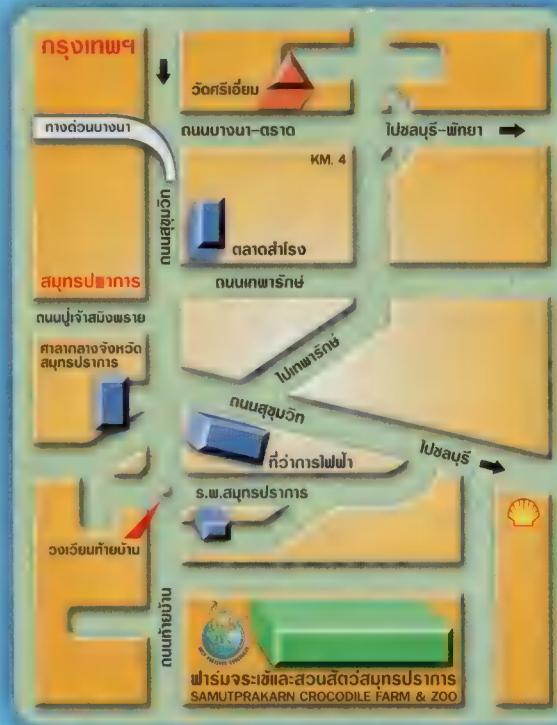 กรุงเทพฯ
วัดศรีเอี่ยม
ทางด่วนบางนา
ถนนบางนา-ตราด
ไปชลบุรี-พัทยา
KM. 4
ถนนสุขุมวิท
ตลาดสำโรง
สมุทรปราการ
ถนนเทพารักษ์
ถนนปู่เจ้าสมิงพราย
ศาลากลางจังหวัด
สมุทรปราการ
ไปเทพารักษ์
ถนนสุขุมวิท
ที่ว่าการไฟฟ้า
ไปชลบุรี
ร.พ.สมุทรปราการ
วงเวียนท้ายบ้าน
ถนนท้ายบ้าน
ฟาร์มจระเข้และสวนสัตว์สมุทรปราการ
SAMUTPRAKARN CROCODILE FARM & ZOO